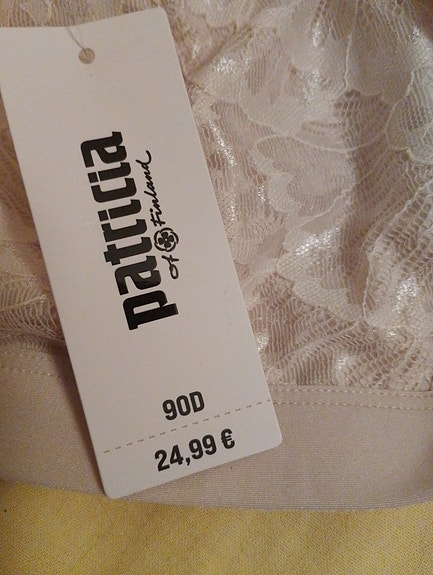 patricia
of Finland
90D
24,99 €